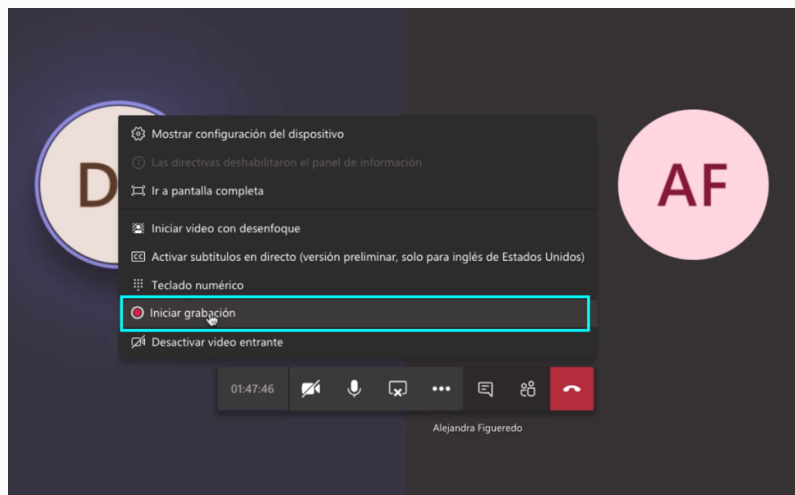 D
AF
Mostrar configuración del dispositivo
Las directivas deshabilitaron el panel de información
Ir a pantalla completa
Iniciar video con desenfoque
CC Activar subtítulos en directo (versión preliminar, solo para inglés de Estados Unidos)
Teclado numérico
Iniciar grabación
Desactivar video entrante
01:47:46
Alejandra Figueredo